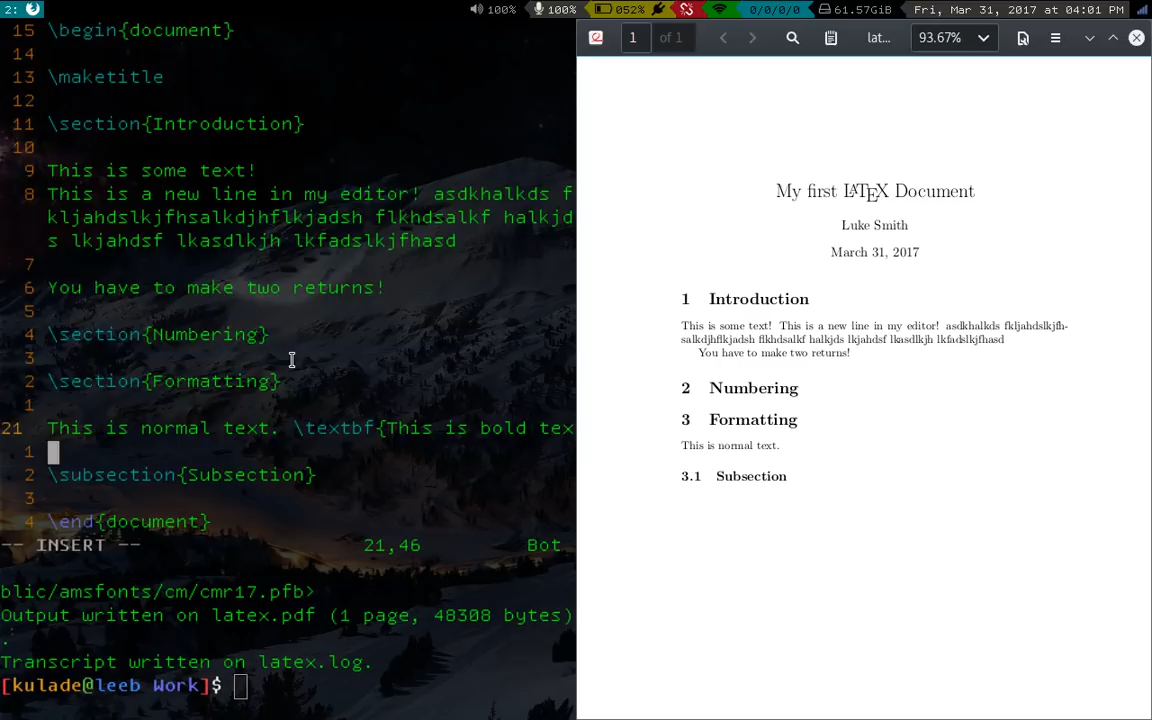 2:
100%
100%
052%
0/0/0/0
61.57GiB
Fri, Mar 31, 2017 at 04:01 PM
15 \begin{document}
14
13 \maketitle
12
11 \section{Introduction}
10
9 This is some text!
8 This is a new line in my editor! asdkhalkds f
kljahdslkjfhsalkdjhflkjadsh flkhdsalkf halkjd
s lkjahdsf lkasdlkjh lkfadslkjfhasd
7
6 You have to make two returns!
5
4 \section{Numbering}
3
2 \section{Formatting}
1
21 This is normal text. \textbf{This is bold tex
1
2 \subsection{Subsection}
3
4 \end{document}
-- INSERT -- 21,46 Bot
blic/amsfonts/cm/cmr17.pfb>
Output written on latex.pdf (1 page, 48308 bytes)
.
Transcript written on latex.log.
[kulade@leeb Work]$
1 of 1 lat... 93.67%
My first LATEX Document
Luke Smith
March 31, 2017
1 Introduction
This is some text! This is a new line in my editor! asdkhalkds fkljahdslkjfh-
salkdjhflkjadsh flkhdsalkf halkjds lkjahdsf lkasdlkjh lkfadslkjfhasd
You have to make two returns!
2 Numbering
3 Formatting
This is normal text.
3.1 Subsection